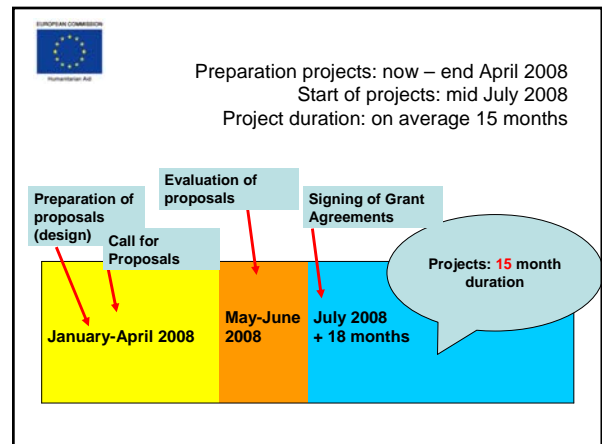 EUROPEAN COMMISSION
Humanitarian Aid
Preparation projects: now – end April 2008
Start of projects: mid July 2008
Project duration: on average 15 months
Preparation of
proposals
(design)
Call for
Proposals
Evaluation of
proposals
Signing of Grant
Agreements
Projects: 15 month
duration
January-April 2008
May-June
2008
July 2008
+ 18 months